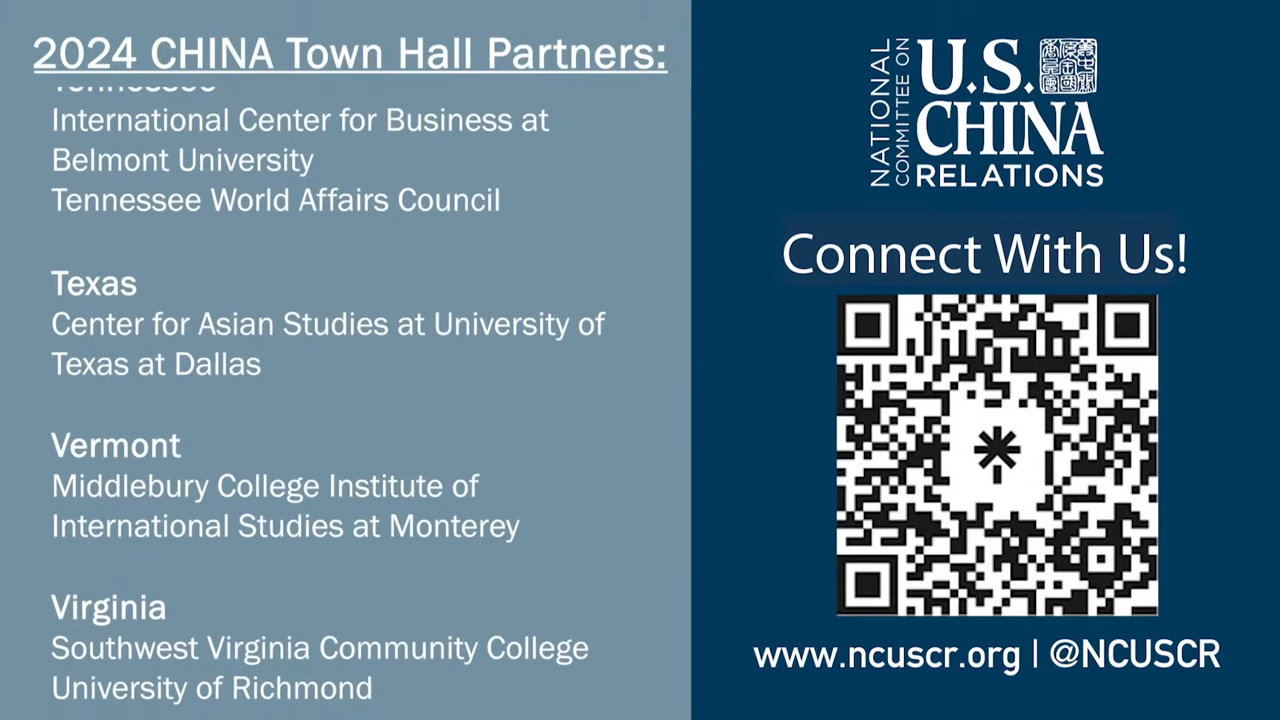 2024 CHINA Town Hall Partners:
Tennessee
International Center for Business at
Belmont University
Tennessee World Affairs Council
Texas
Center for Asian Studies at University of
Texas at Dallas
Vermont
Middlebury College Institute of
International Studies at Monterey
Virginia
Southwest Virginia Community College
University of Richmond
NATIONAL
COMMITTEE ON
U.S.
CHINA
RELATIONS
Connect With Us!
www.ncuscr.org | @NCUSCR